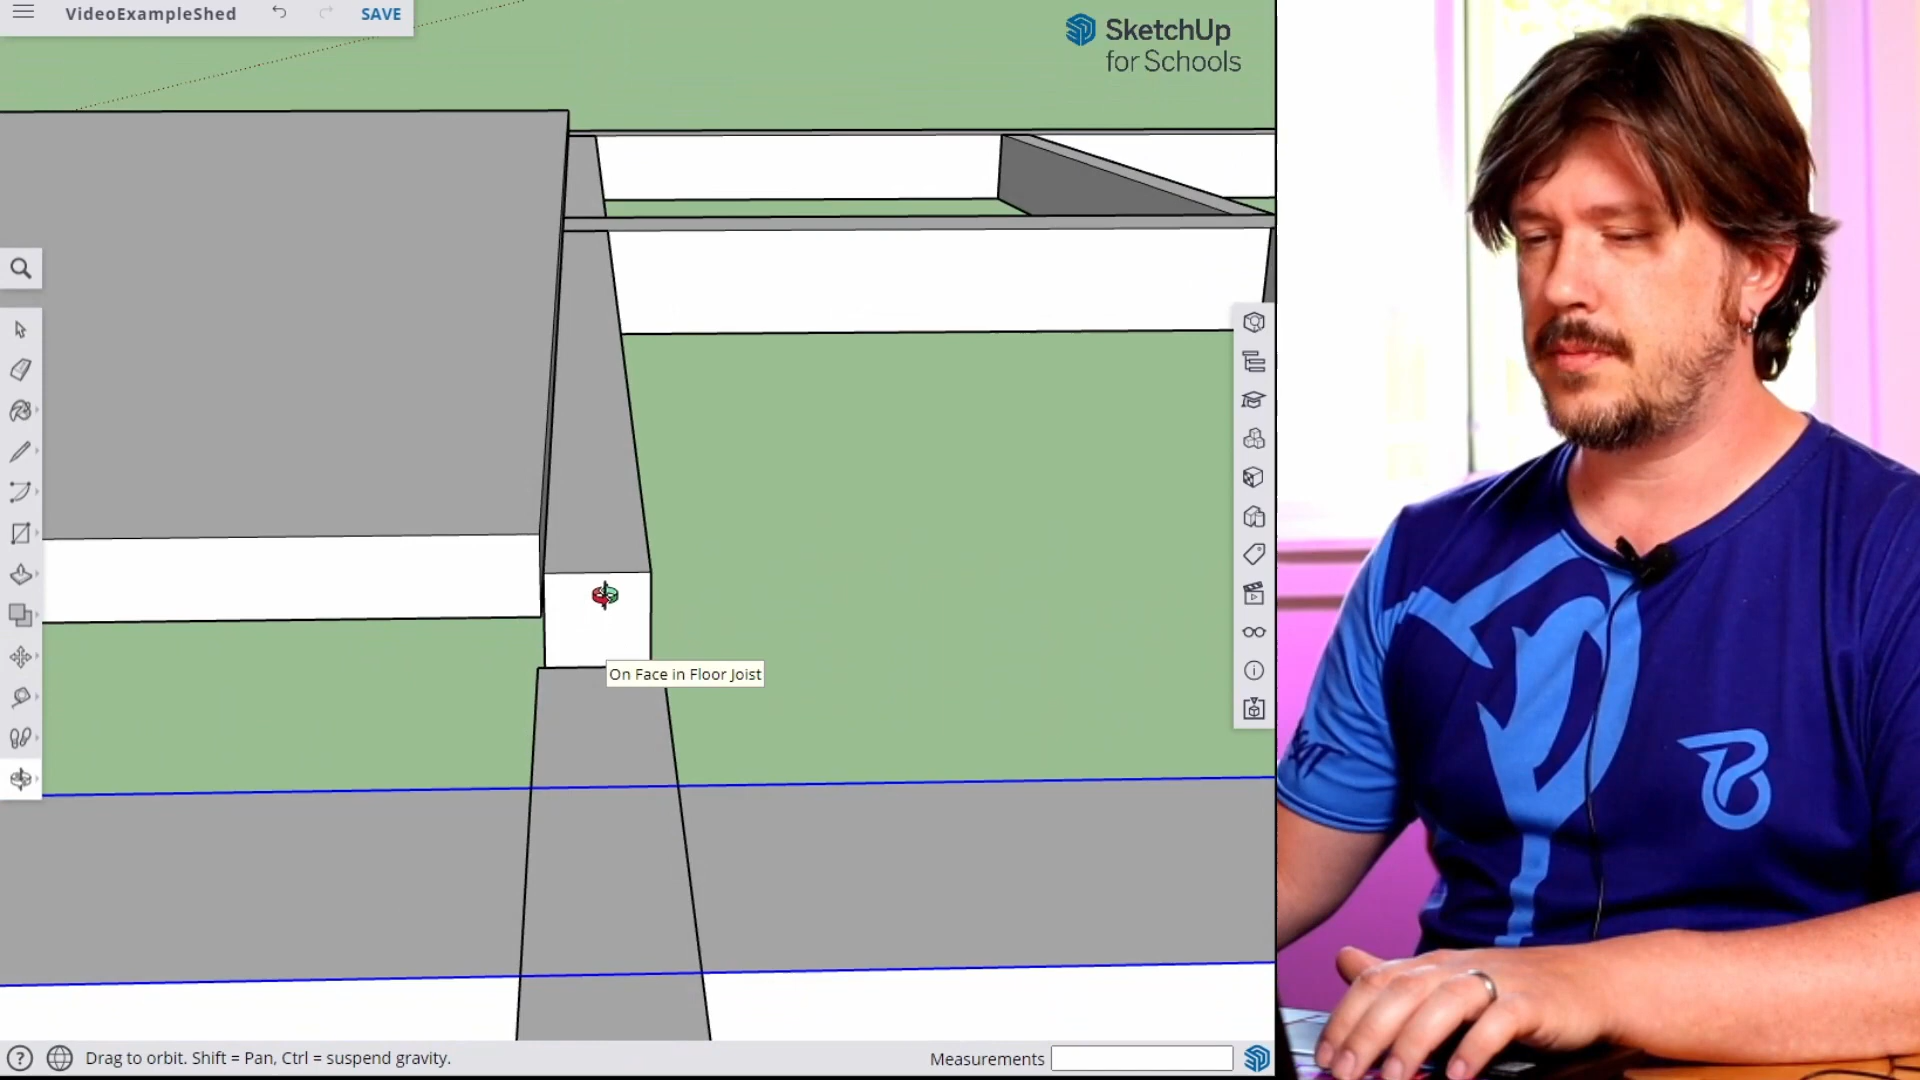 VideoExampleShed
SAVE
SketchUp
for Schools
On Face in Floor Joist
Drag to orbit. Shift = Pan, Ctrl = suspend gravity.
Measurements